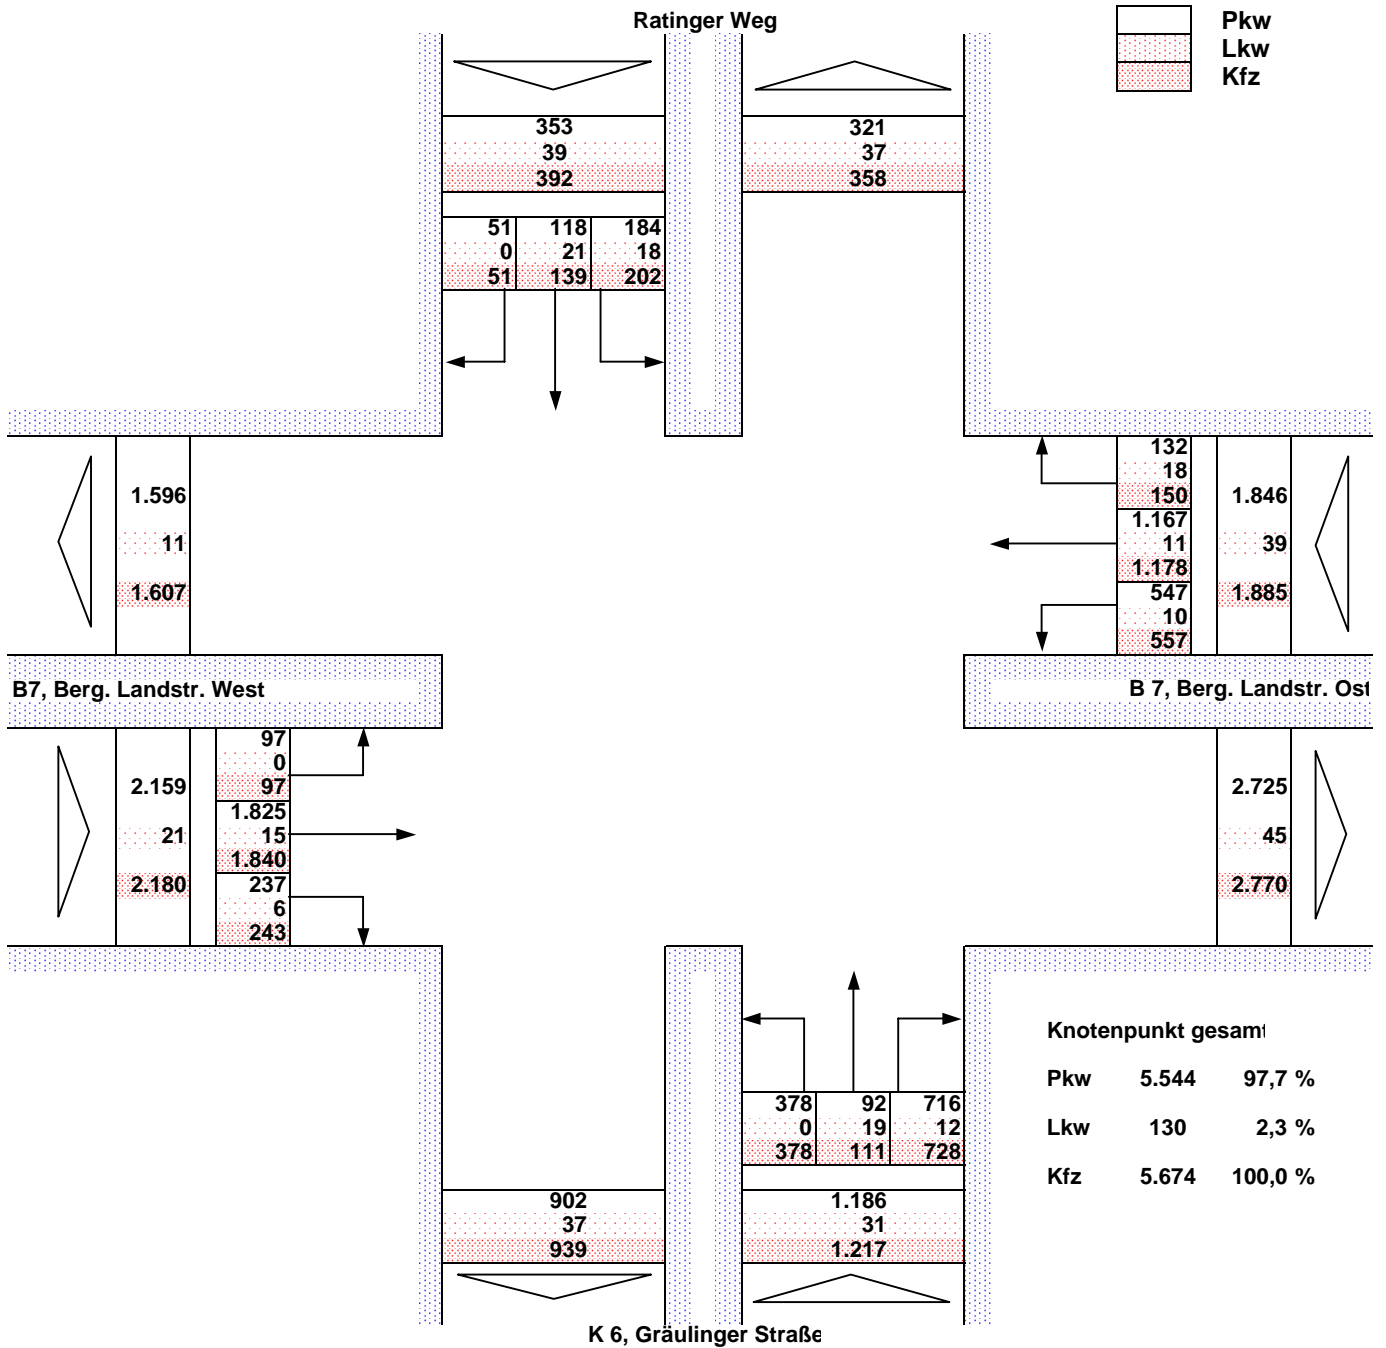 Ratinger Weg
Pkw
Lkw
Kfz
353
39
392
321
37
358
51 118 184
0 21 18
51 139 202
1.596
11
1.607
132
18
150
1.167
11
1.178
547
10
557
1.846
39
1.885
B7, Berg. Landstr. West
B 7, Berg. Landstr. Ost
2.159
21
2.180
97
0
97
1.825
15
1.840
237
6
243
2.725
45
2.770
Knotenpunkt gesamt
Pkw 5.544 97,7 %
Lkw 130 2,3 %
Kfz 5.674 100,0 %
378 92 716
0 19 12
378 111 728
902
37
939
1.186
31
1.217
K 6, Gräulinger Straße